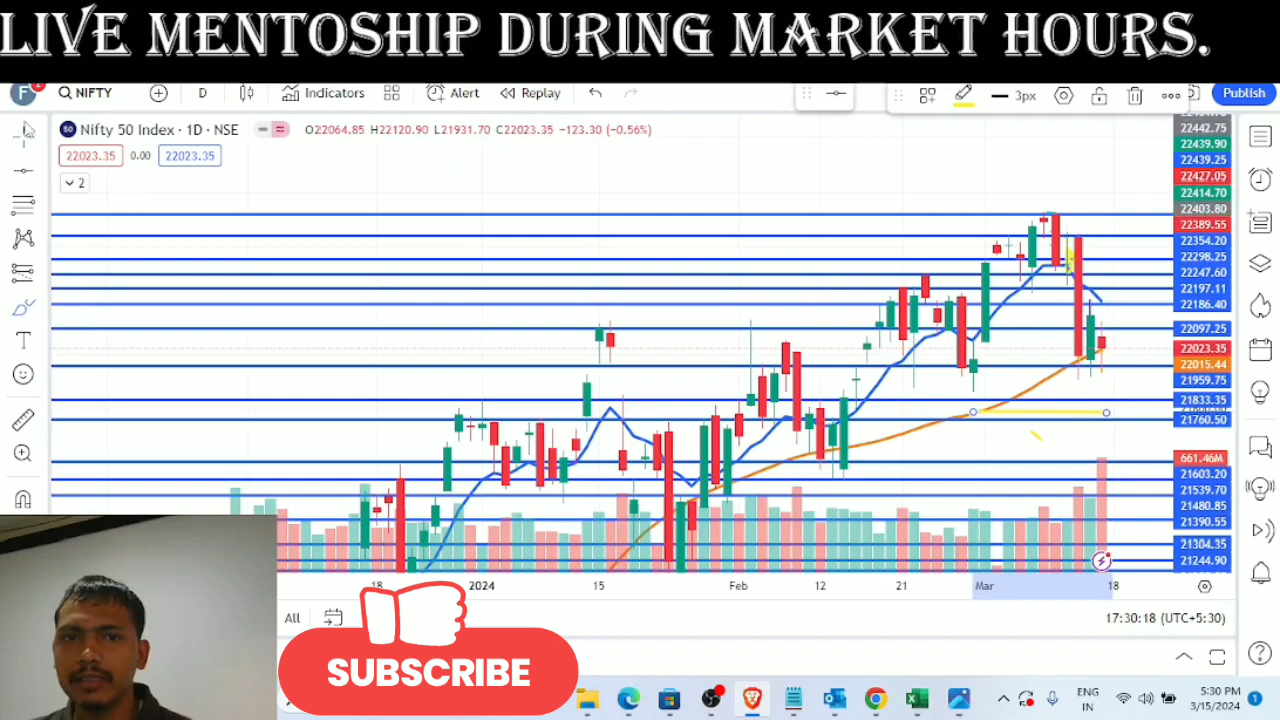 LIVE MENTOSHIP DURING MARKET HOURS.
F 2 NIFTY D Indicators Alert Replay 3px Publish
50 Nifty 50 Index · 1D · NSE O22064.85 H22120.90 L21931.70 C22023.35 −123.30 (−0.56%)
22023.35 0.00 22023.35
2
22442.75
22439.90
22439.25
22427.05
22414.70
22403.80
22389.55
22354.20
22298.25
22247.60
22197.11
22186.40
22097.25
22023.35
22015.44
21959.75
21833.35
21760.50
661.46M
21603.20
21539.70
21480.85
21390.55
21304.35
21244.90
18 2024 15 Feb 12 21 Mar 18
All 17:30:18 (UTC+5:30)
SUBSCRIBE
ENG 5:30 PM
IN 3/15/2024 1